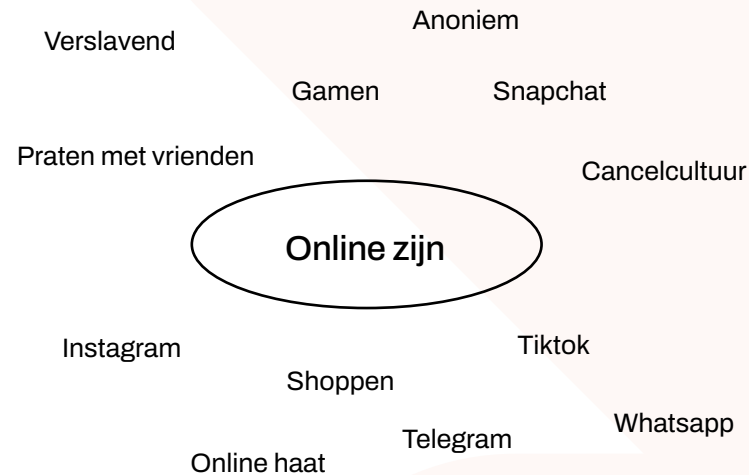 Anoniem
Verslavend
Gamen
Snapchat
Praten met vrienden
Cancelcultuur
Online zijn
Instagram
Tiktok
Shoppen
Whatsapp
Telegram
Online haat